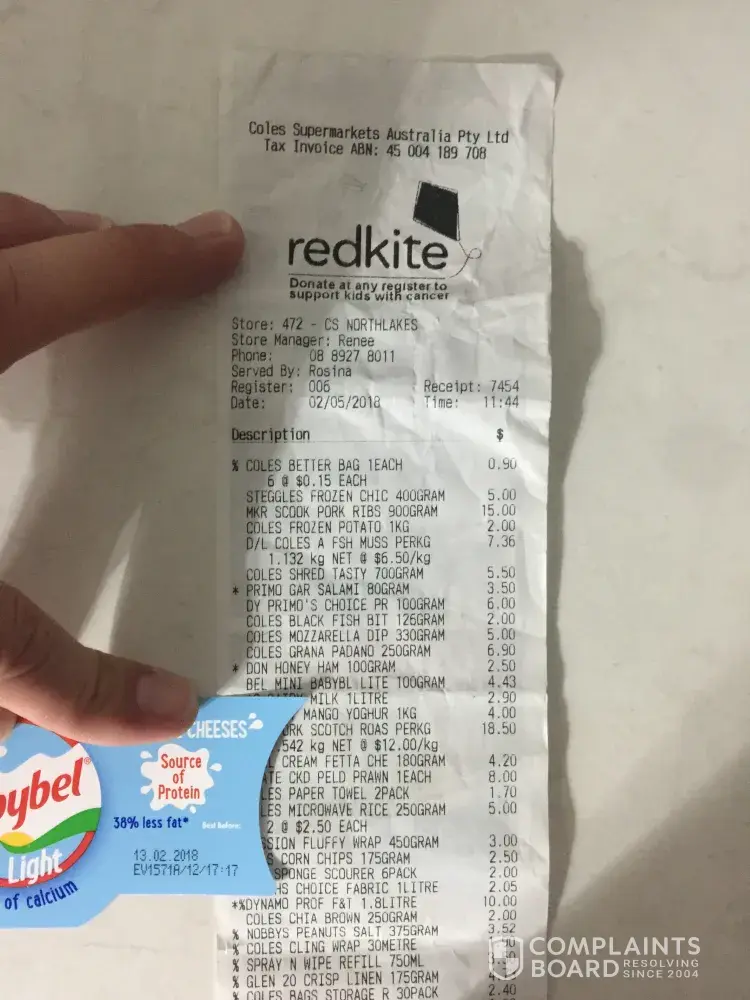 Coles Supermarkets Australia Pty Ltd
Tax Invoice ABN: 45 004 189 708
redkite
Donate at any register to
support kids with cancer
Store: 472 - CS NORTHLAKES
Store Manager: Renee
Phone: 08 8927 8011
Served By: Rosina
Register: 006 Receipt: 7454
Date: 02/05/2018 Time: 11:44
Description $
% COLES BETTER BAG 1EACH 0.90
6 @ $0.15 EACH
STEGGLES FROZEN CHIC 400GRAM 5.00
MKR SCOOK PORK RIBS 900GRAM 15.00
COLES FROZEN POTATO 1KG 2.00
D/L COLES A FSH MUSS PERKG 7.36
1.132 kg NET @ $6.50/kg
COLES SHRED TASTY 700GRAM 5.50
* PRIMO GAR SALAMI 80GRAM 3.50
DY PRIMO'S CHOICE PR 100GRAM 6.00
COLES BLACK FISH BIT 126GRAM 2.00
COLES MOZZARELLA DIP 330GRAM 5.00
COLES GRANA PADANO 250GRAM 6.90
* DON HONEY HAM 100GRAM 2.50
BEL MINI BABYBL LITE 100GRAM 4.43
MILK 1LITRE 2.90
MANGO YOGHUR 1KG 4.00
RK SCOTCH ROAS PERKG 18.50
542 kg NET @ $12.00/kg
CREAM FETTA CHE 180GRAM 4.20
TE CKD PELD PRAWN 1EACH 8.00
LES PAPER TOWEL 2PACK 1.70
LES MICROWAVE RICE 250GRAM 5.00
2 @ $2.50 EACH
SION FLUFFY WRAP 450GRAM 3.00
S CORN CHIPS 175GRAM 2.50
SPONGE SCOURER 6PACK 2.00
HS CHOICE FABRIC 1LITRE 2.05
*%DYNAMO PROF F&T 1.8LITRE 10.00
COLES CHIA BROWN 250GRAM 2.00
% NOBBYS PEANUTS SALT 375GRAM 3.52
% COLES CLING WRAP 30METRE
% SPRAY N WIPE REFILL 750ML
% GLEN 20 CRISP LINEN 175GRAM
% COLES BAGS STORAGE R 30PACK 2.40
CHEESES
Source
of
Protein
ybel
Light
of calcium
38% less fat*
Best Before:
13.02.2018
EV1571A/12/17:17
COMPLAINTS
BOARD RESOLVING
SINCE 2004